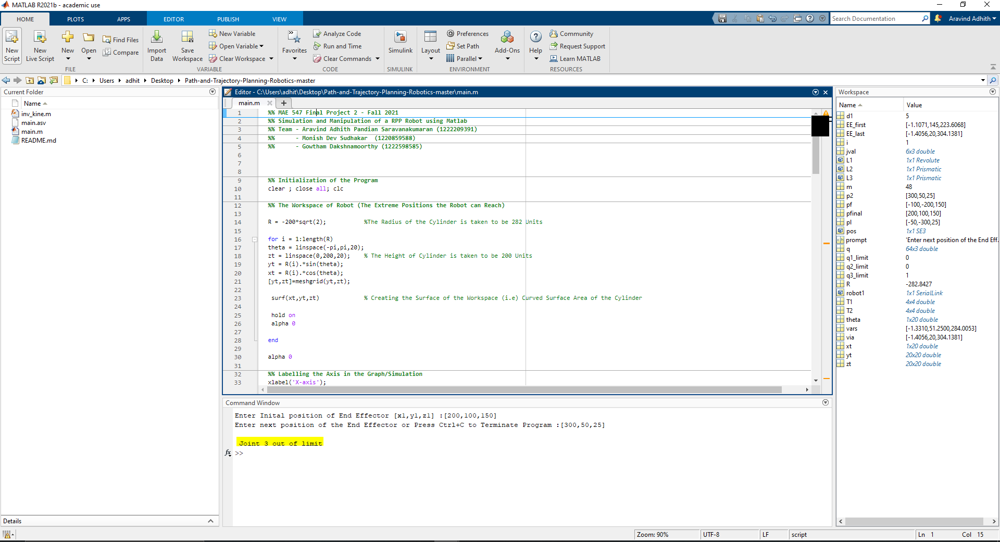 MATLAB R2021b - academic use
HOME PLOTS APPS EDITOR PUBLISH VIEW Search Documentation Aravind Adhith
New Script
New Live Script
New
Open
Find Files
Compare
FILE
Import Data
Save Workspace
New Variable
Open Variable
Clear Workspace
VARIABLE
Favorites
Analyze Code
Run and Time
Clear Commands
CODE
Simulink
SIMULINK
Layout
Preferences
Set Path
Parallel
Add-Ons
ENVIRONMENT
Help
Community
Request Support
Learn MATLAB
RESOURCES
C: Users adhit Desktop Path-and-Trajectory-Planning-Robotics-master
Current Folder
Name
inv_kine.m
main.asv
main.m
README.md
Details
Editor - C:\Users\adhit\Desktop\Path-and-Trajectory-Planning-Robotics-master\main.m
main.m
1 %% MAE 547 Final Project 2 - Fall 2021
2 %% Simulation and Manipulation of a RPP Robot using Matlab
3 %% Team - Aravind Adhith Pandian Saravanakumaran (1222209391)
4 %% - Monish Dev Sudhakar (1220859588)
5 %% - Gowtham Dakshnamoorthy (1222598585)
6
7
8
9 %% Initialization of the Program
10 clear ; close all; clc
11
12 %% The Workspace of Robot (The Extreme Positions the Robot can Reach)
13
14 R = -200*sqrt(2); %The Radius of the Cylinder is taken to be 282 Units
15
16 for i = 1:length(R)
17 theta = linspace(-pi,pi,20);
18 zt = linspace(0,200,20); % The Height of Cylinder is taken to be 200 Units
19 yt = R(i).*sin(theta);
20 xt = R(i).*cos(theta);
21 [yt,zt]=meshgrid(yt,zt);
22
23 surf(xt,yt,zt) % Creating the Surface of the Workspace (i.e) Curved Surface Area of the Cylinder
24
25 hold on
26 alpha 0
27
28 end
29
30 alpha 0
31
32 %% Labelling the Axis in the Graph/Simulation
33 xlabel('X-axis');
Command Window
Enter Inital position of End Effector [x1,y1,z1] :[200,100,150]
Enter next position of the End Effector or Press Ctrl+C to Terminate Program :[300,50,25]
Joint 3 out of limit
fx >>
Workspace
Name Value
d1 5
EE_first [-1.1071,145,223.6068]
EE_last [-1.4056,20,304.1381]
i 1
jval 6x3 double
L1 1x1 Revolute
L2 1x1 Prismatic
L3 1x1 Prismatic
m 48
p2 [300,50,25]
pf [-100,-200,150]
pfinal [200,100,150]
pI [-50,-300,25]
pos 1x1 SE3
prompt 'Enter next position of the End Eff.
q 64x3 double
q1_limit 0
q2_limit 0
q3_limit 1
R -282.8427
robot1 1x1 SerialLink
T1 4x4 double
T2 4x4 double
theta 1x20 double
vars [-1.3310,51.2500,284.0053]
via [-1.4056,20,304.1381]
xt 1x20 double
yt 20x20 double
zt 20x20 double
Zoom: 90% UTF-8 LF script Ln 1 Col 15